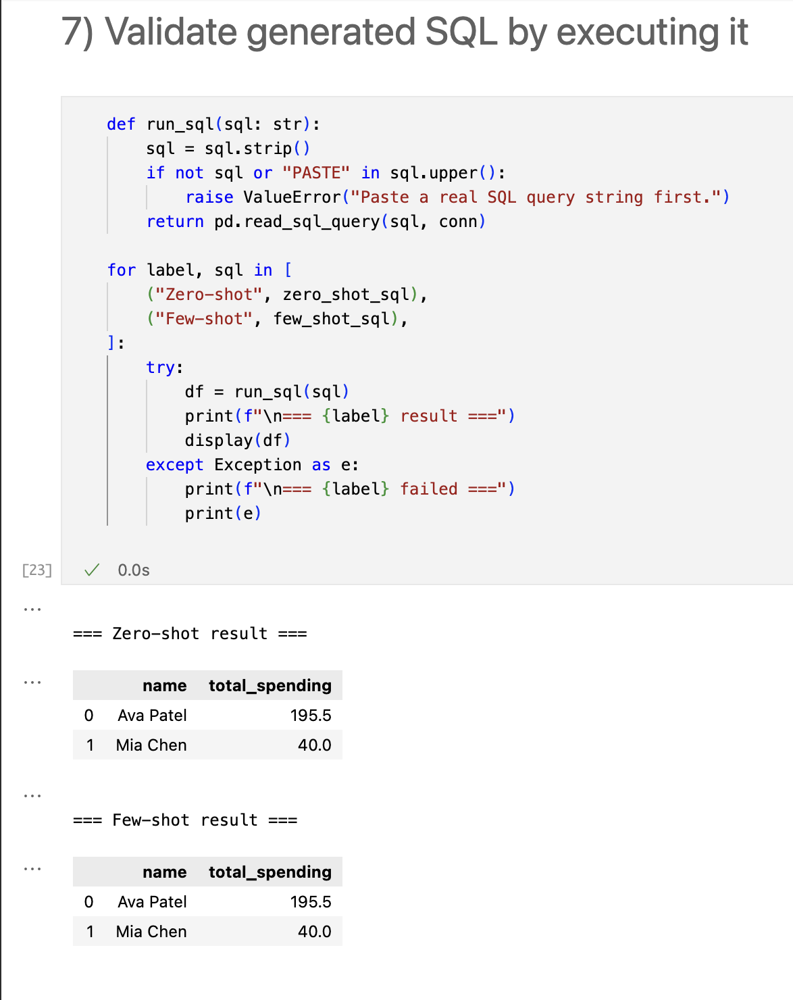 7) Validate generated SQL by executing it
def run_sql(sql: str):
    sql = sql.strip()
    if not sql or "PASTE" in sql.upper():
        raise ValueError("Paste a real SQL query string first.")
    return pd.read_sql_query(sql, conn)
for label, sql in [
    ("Zero-shot", zero_shot_sql),
    ("Few-shot", few_shot_sql),
]:
    try:
        df = run_sql(sql)
        print(f"\n=== {label} result ===")
        display(df)
    except Exception as e:
        print(f"\n=== {label} failed ===")
        print(e)
[23] ✓ 0.0s
...
=== Zero-shot result ===
... name total_spending
0 Ava Patel 195.5
1 Mia Chen 40.0
...
=== Few-shot result ===
... name total_spending
0 Ava Patel 195.5
1 Mia Chen 40.0